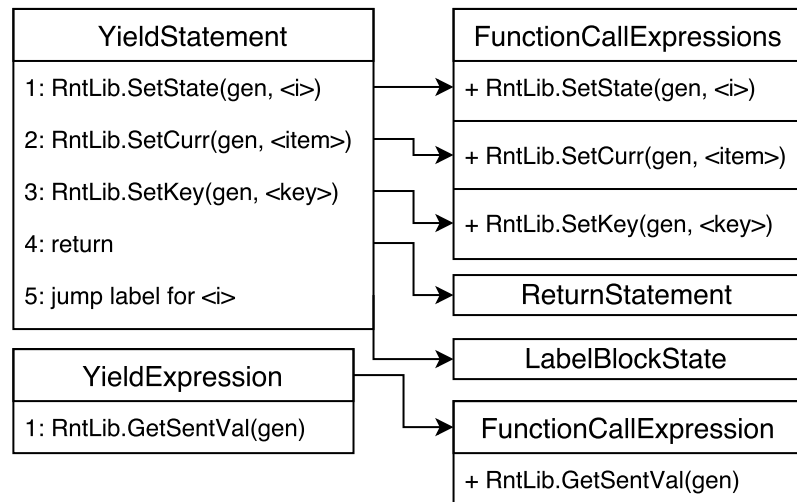 YieldStatement
1: RntLib.SetState(gen, <i>)
2: RntLib.SetCurr(gen, <item>)
3: RntLib.SetKey(gen, <key>)
4: return
5: jump label for <i>
YieldExpression
1: RntLib.GetSentVal(gen)
FunctionCallExpressions
+ RntLib.SetState(gen, <i>)
+ RntLib.SetCurr(gen, <item>)
+ RntLib.SetKey(gen, <key>)
ReturnStatement
LabelBlockState
FunctionCallExpression
+ RntLib.GetSentVal(gen)